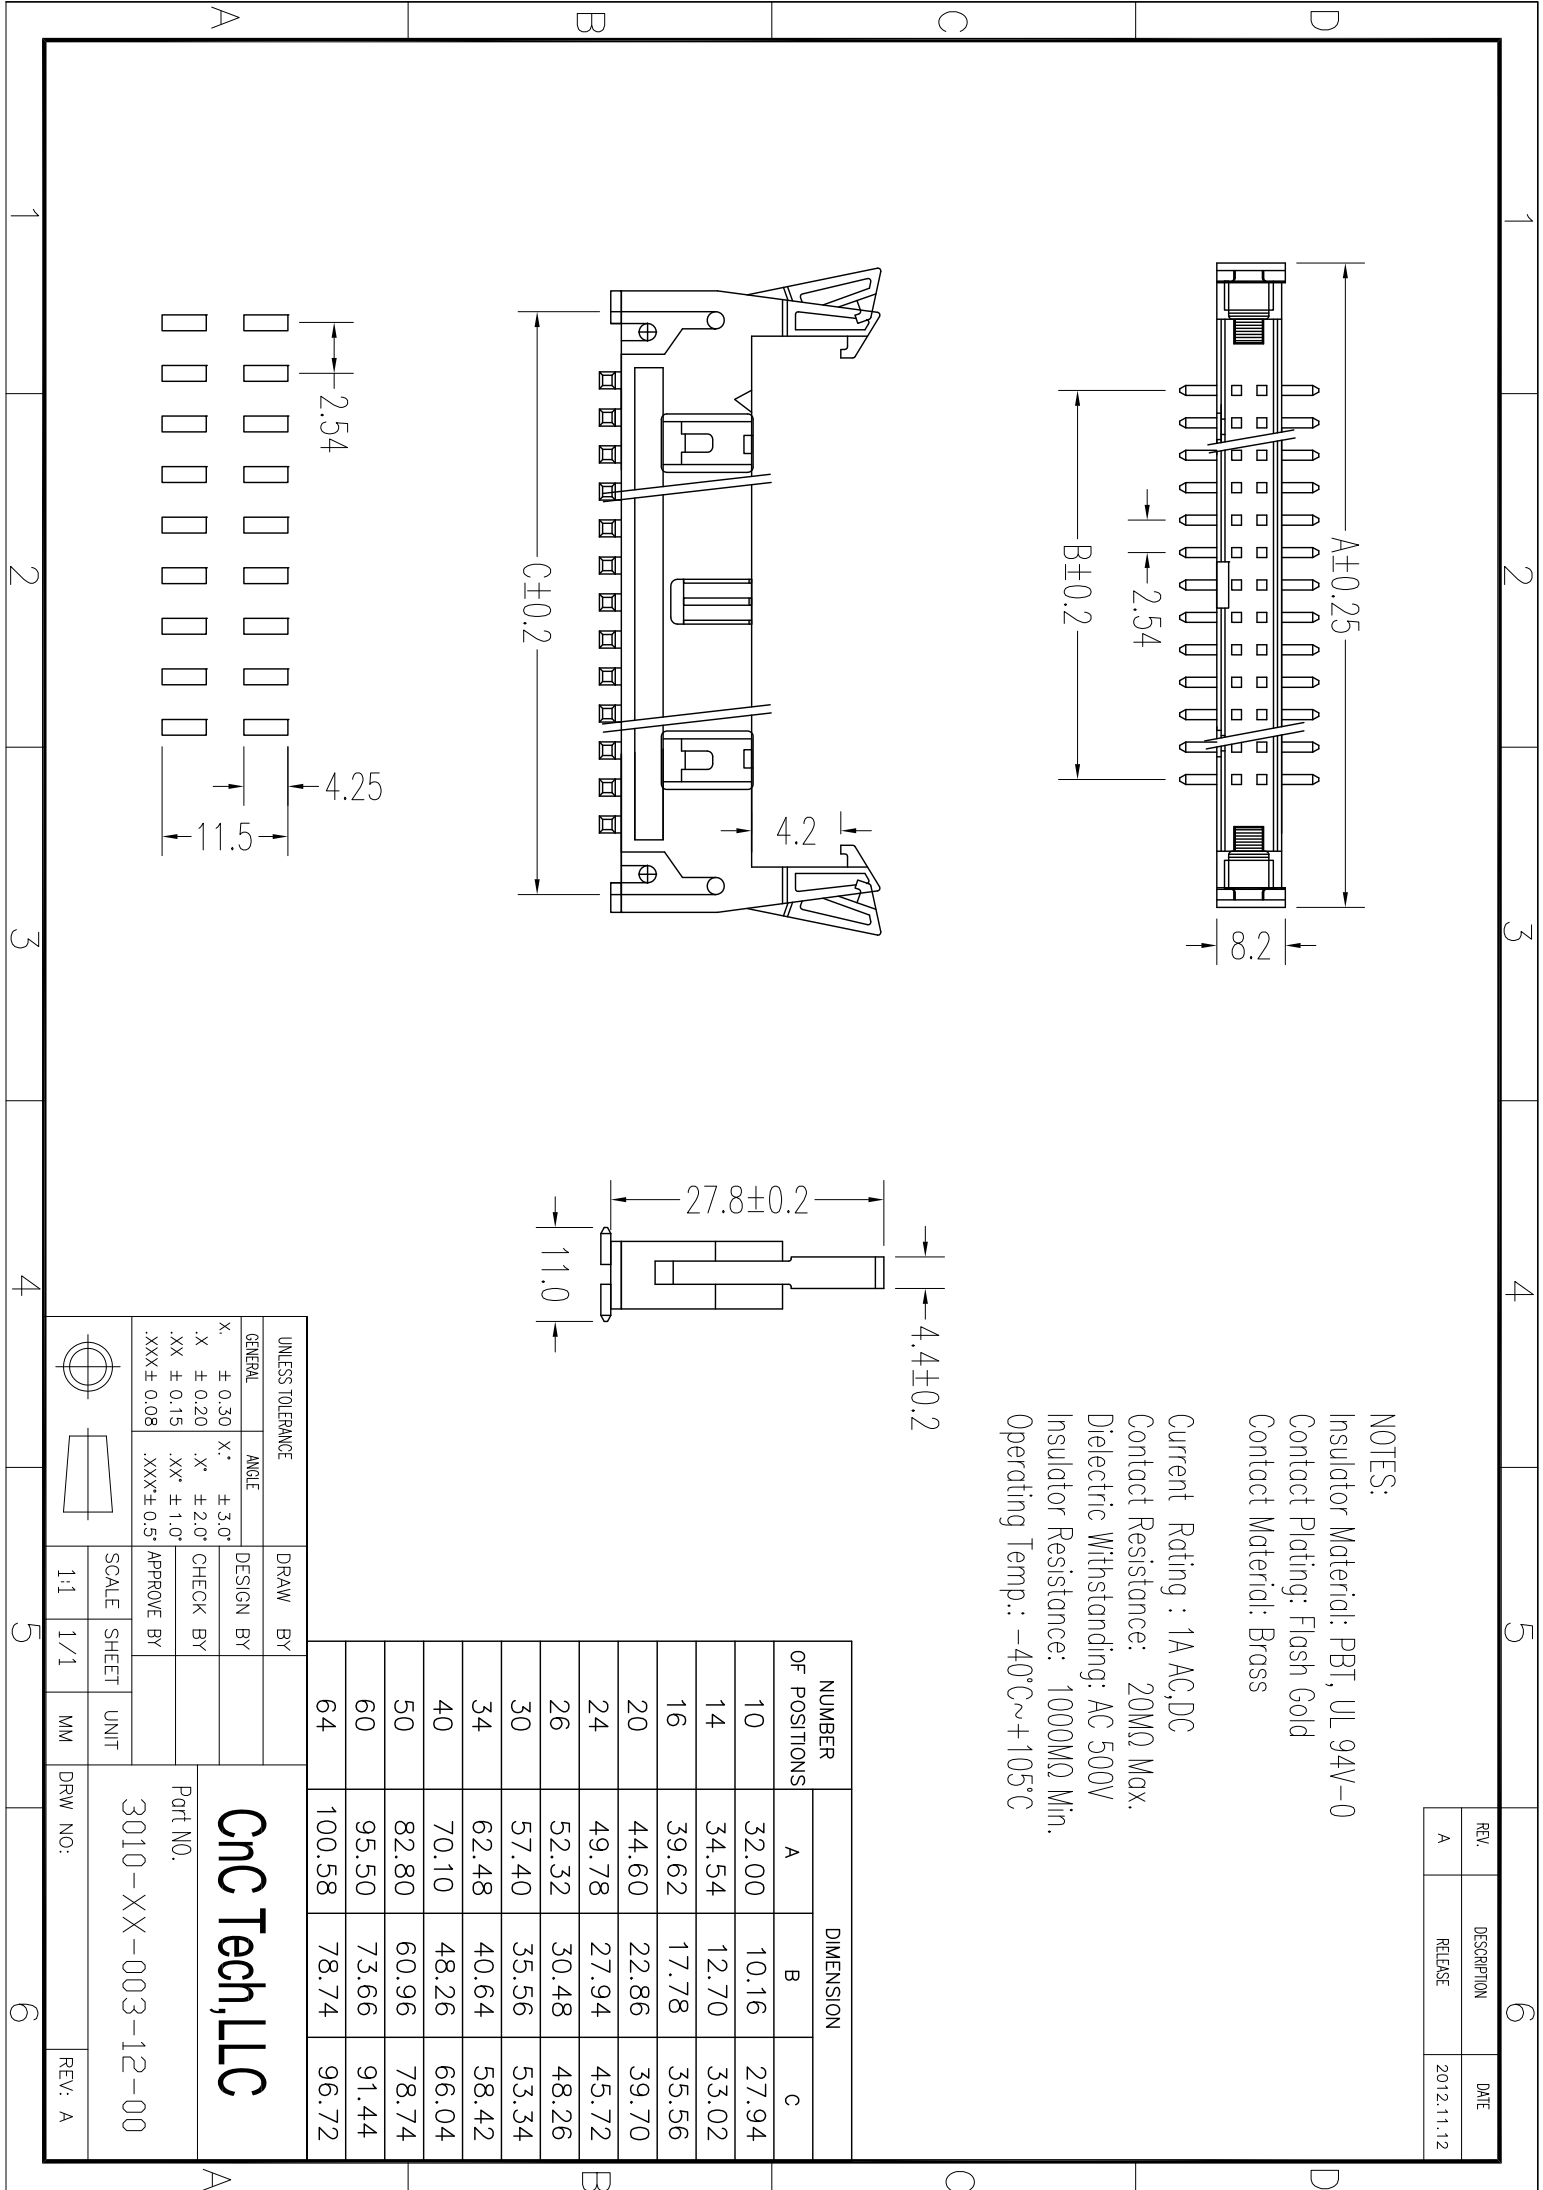 1
2
3
4
5
6
D
C
B
A
REV.
DESCRIPTION
DATE
A
RELEASE
2012.11.12
A±0.25
8.2
2.54
B±0.2
NOTES:
Insulator Material: PBT, UL 94V-0
Contact Plating: Flash Gold
Contact Material: Brass
Current Rating : 1A AC,DC
Contact Resistance: 20MΩ Max.
Dielectric Withstanding: AC 500V
Insulator Resistance: 1000MΩ Min.
Operating Temp.: -40°C~+105°C
4.2
C±0.2
4.4±0.2
27.8±0.2
11.0
2.54
4.25
11.5
NUMBER OF POSITIONS
DIMENSION
A B C
10 32.00 10.16 27.94
14 34.54 12.70 33.02
16 39.62 17.78 35.56
20 44.60 22.86 39.70
24 49.78 27.94 45.72
26 52.32 30.48 48.26
30 57.40 35.56 53.34
34 62.48 40.64 58.42
40 70.10 48.26 66.04
50 82.80 60.96 78.74
60 95.50 73.66 91.44
64 100.58 78.74 96.72
UNLESS TOLERANCE
GENERAL ANGLE
X. ± 0.30 X.° ±3.0°
.X ± 0.20 .X° ±2.0°
.XX ± 0.15 .XX° ±1.0°
.XXX± 0.08 .XXX°±0.5°
DRAW BY
DESIGN BY
CHECK BY
APPROVE BY
SCALE SHEET UNIT
1:1 1/1 MM
CnC Tech,LLC
Part NO.
3010-XX-003-12-00
DRW NO:
REV: A
1
2
3
4
5
6
D
C
B
A